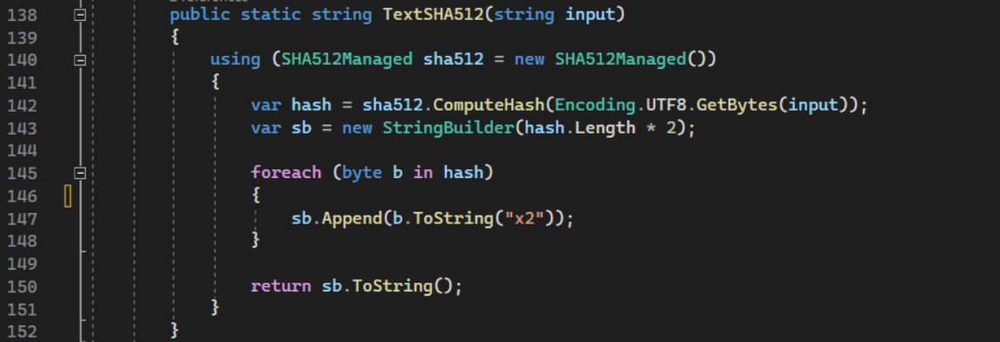 138 public static string TextSHA512(string input)
139 {
140 using (SHA512Managed sha512 = new SHA512Managed())
141 {
142 var hash = sha512.ComputeHash(Encoding.UTF8.GetBytes(input));
143 var sb = new StringBuilder(hash.Length * 2);
144
145 foreach (byte b in hash)
146 {
147 sb.Append(b.ToString("x2"));
148 }
149
150 return sb.ToString();
151 }
152 }